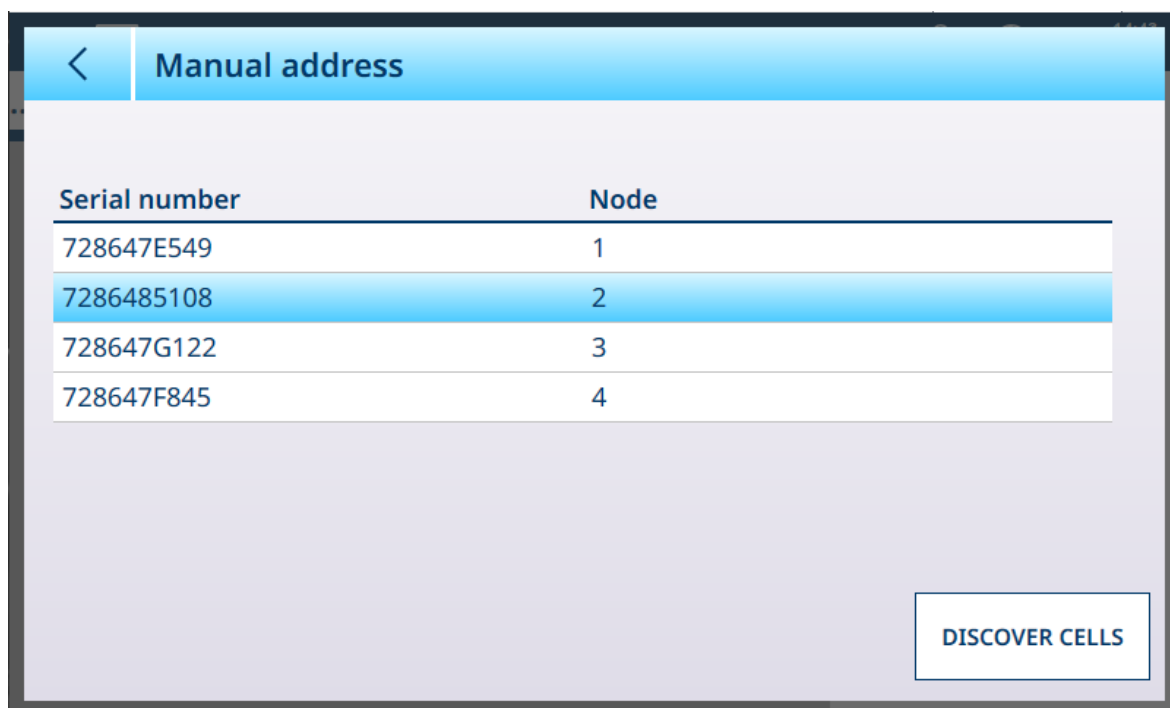 Manual address
Serial number Node
728647E549 1
7286485108 2
728647G122 3
728647F845 4
DISCOVER CELLS